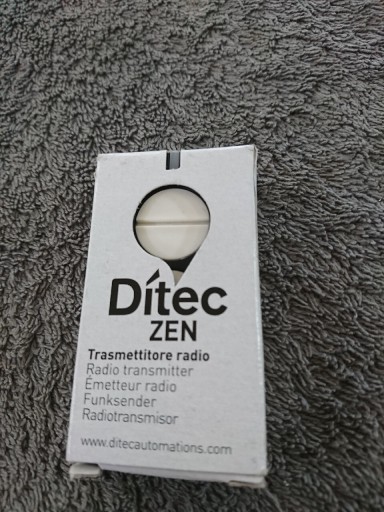 Ditec
ZEN
Trasmettitore radio
Radio transmitter
Émetteur radio
Funksender
Radiotransmisor
www.ditecautomations.com